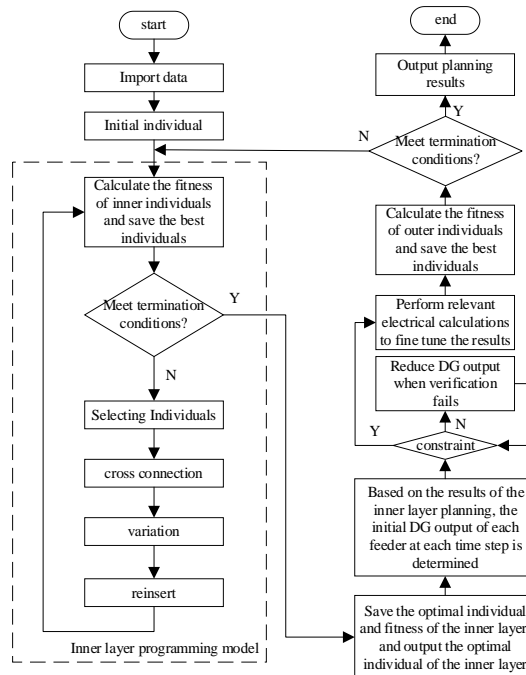 start
Import data
Initial individual
Calculate the fitness
of inner individuals
and save the best
individuals
Meet termination
conditions?
Y
N
Selecting Individuals
cross connection
variation
reinsert
Inner layer programming model
end
Output planning
results
Y
N
Meet termination
conditions?
Calculate the fitness
of outer individuals
and save the best
individuals
Perform relevant
electrical calculations
to fine tune the results
Reduce DG output
when verification
fails
Y
N
constraint
Based on the results of the
inner layer planning, the
initial DG output of each
feeder at each time step is
determined
Save the optimal individual
and fitness of the inner layer,
and output the optimal
individual of the inner layer